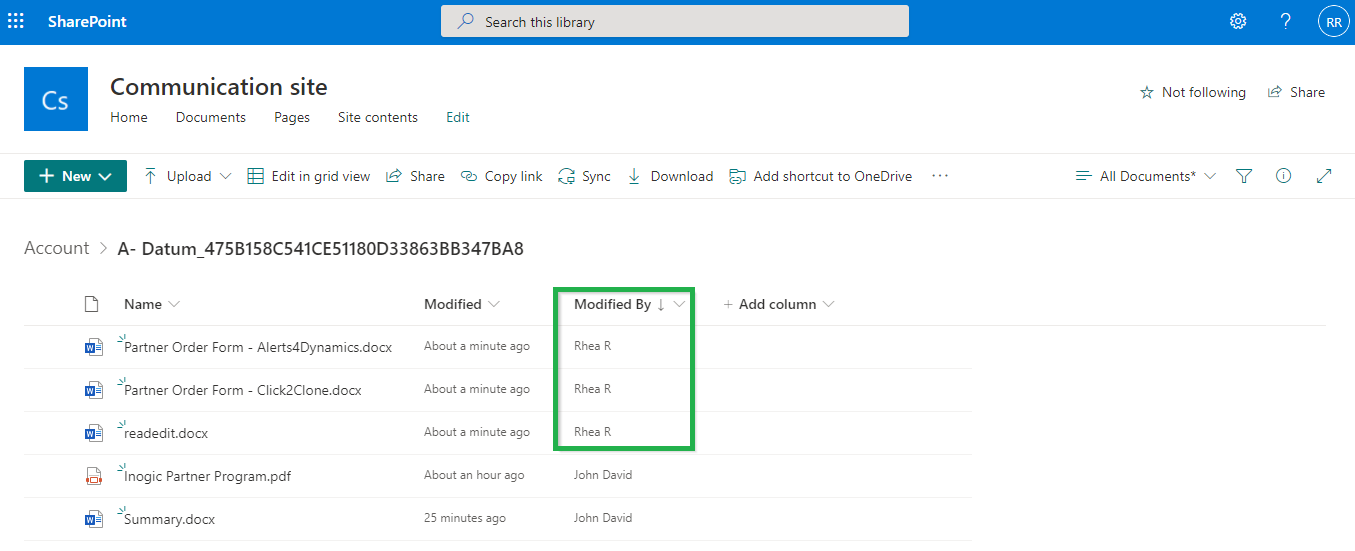 SharePoint Search this library ? RR
Cs Communication site
Not following Share
Home Documents Pages Site contents Edit
+ New Upload Edit in grid view Share Copy link Sync Download Add shortcut to OneDrive ... All Documents*
Account > A- Datum_475B158C541CE51180D33863BB347BA8
Name Modified Modified By ↓ + Add column
Partner Order Form - Alerts4Dynamics.docx About a minute ago Rhea R
Partner Order Form - Click2Clone.docx About a minute ago Rhea R
readedit.docx About a minute ago Rhea R
Inogic Partner Program.pdf About an hour ago John David
Summary.docx 25 minutes ago John David